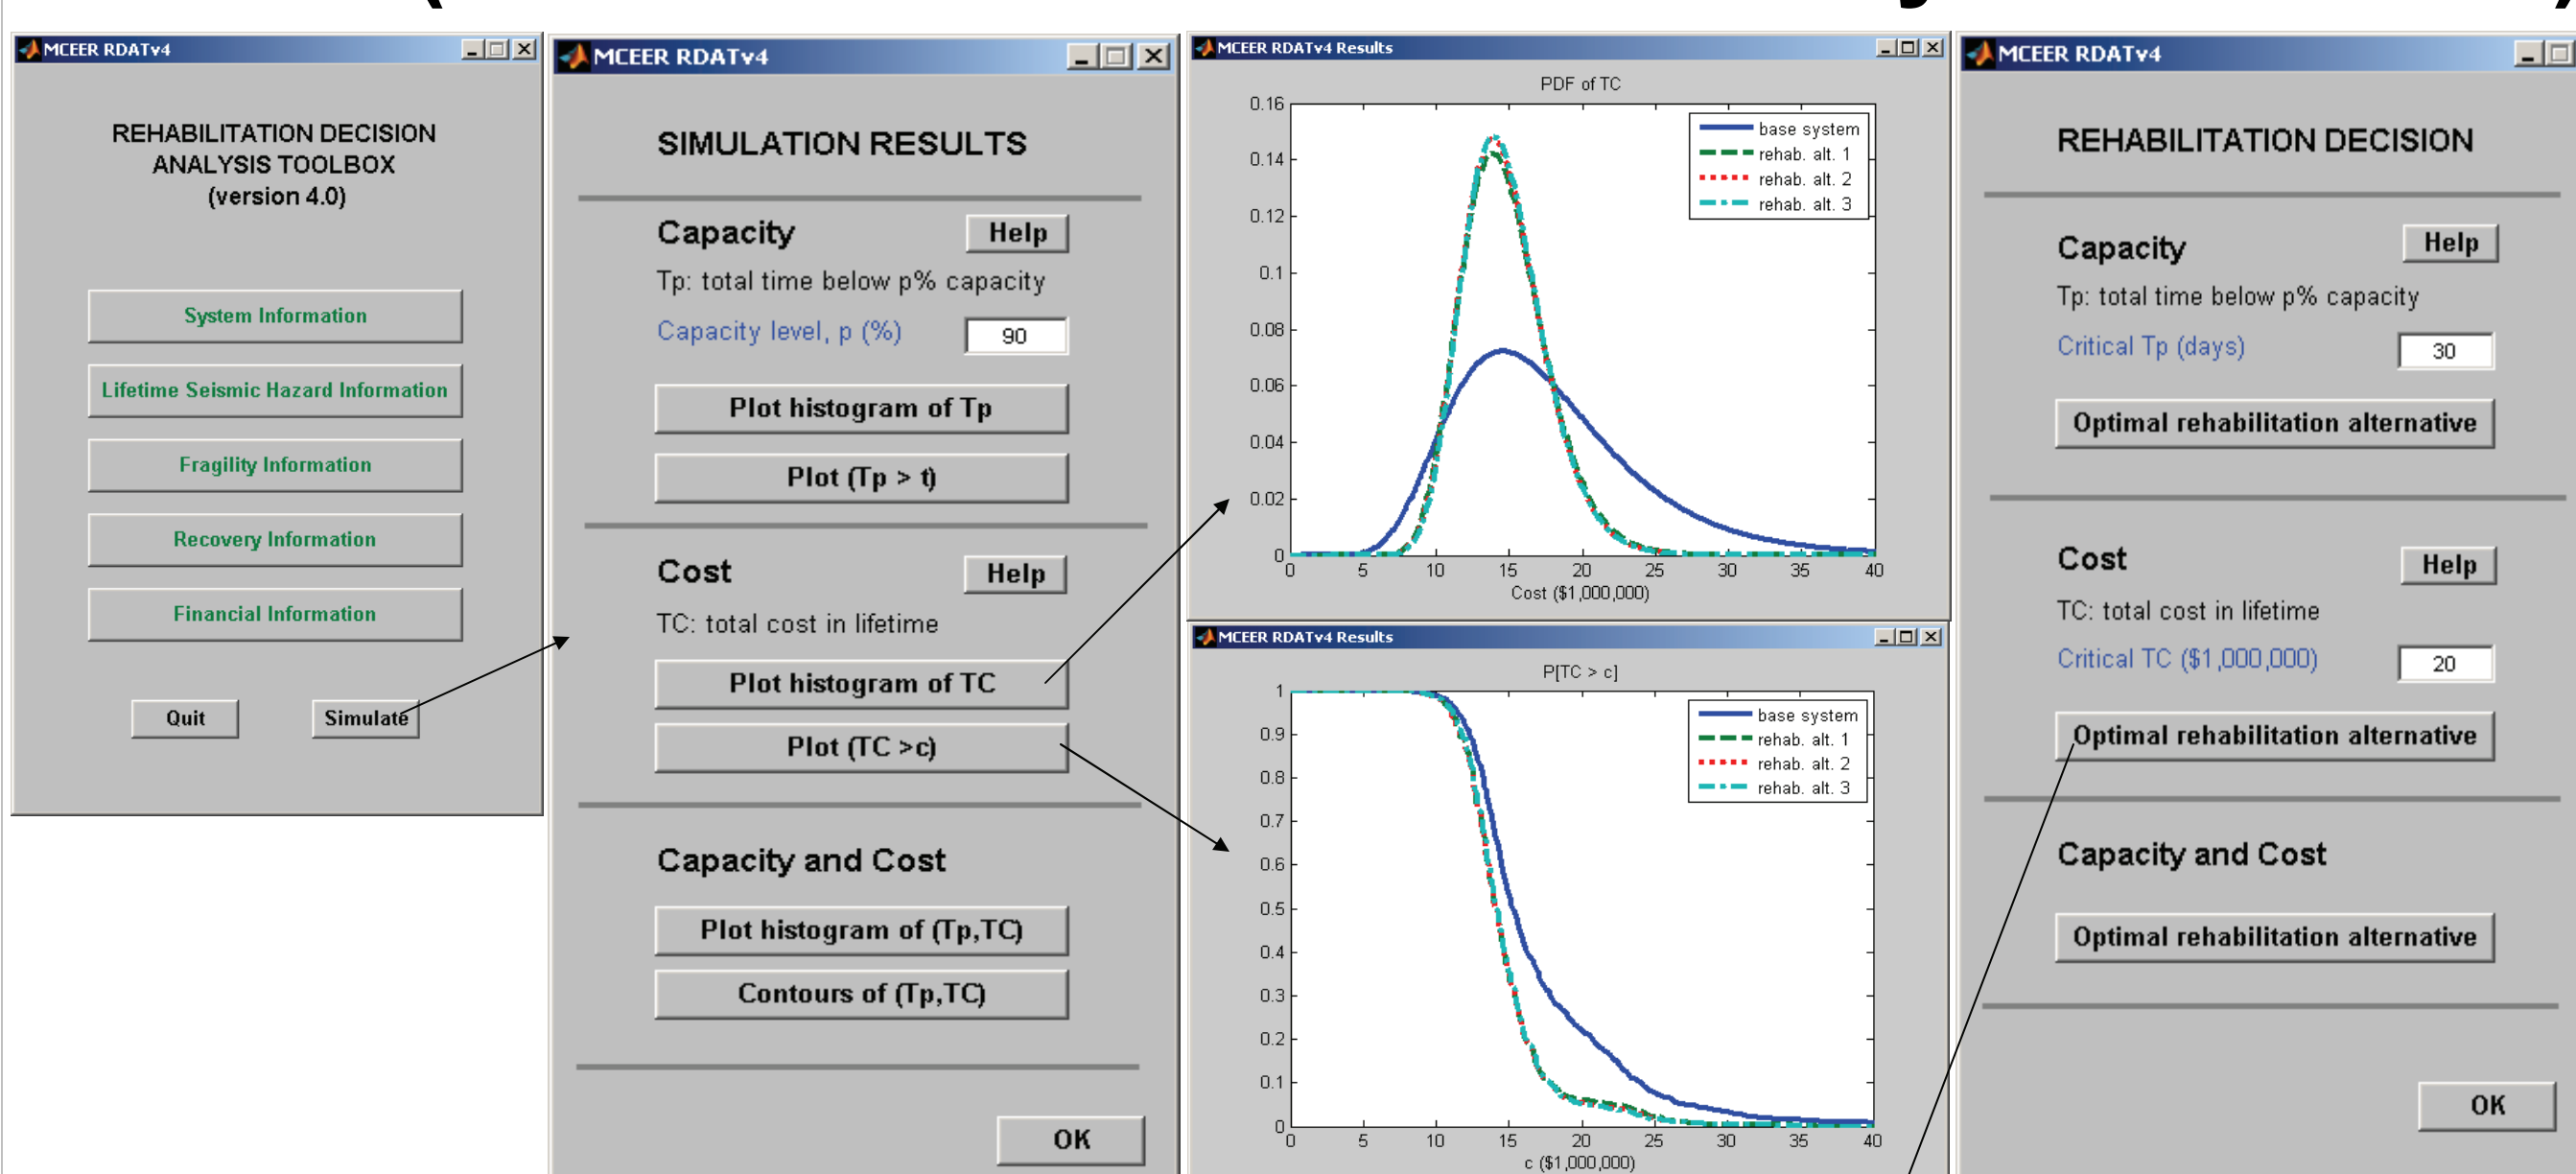 MCEER RDATv4
REHABILITATION DECISION
ANALYSIS TOOLBOX
(version 4.0)
System Information
Lifetime Seismic Hazard Information
Fragility Information
Recovery Information
Financial Information
Quit
Simulate
MCEER RDATv4
SIMULATION RESULTS
Capacity
Help
Tp: total time below p% capacity
Capacity level, p (%)
90
Plot histogram of Tp
Plot (Tp > t)
Cost
Help
TC: total cost in lifetime
Plot histogram of TC
Plot (TC >c)
Capacity and Cost
Plot histogram of (Tp,TC)
Contours of (Tp,TC)
OK
MCEER RDATv4 Results
PDF of TC
0.16
0.14
0.12
0.1
0.08
0.06
0.04
0.02
0
base system
rehab. alt. 1
rehab. alt. 2
rehab. alt. 3
0 5 10 15 20 25 30 35 40
Cost ($1,000,000)
MCEER RDATv4 Results
P[TC > c]
1
0.9
0.8
0.7
0.6
0.5
0.4
0.3
0.2
0.1
0
base system
rehab. alt. 1
rehab. alt. 2
rehab. alt. 3
0 5 10 15 20 25 30 35 40
c ($1,000,000)
MCEER RDATv4
REHABILITATION DECISION
Capacity
Help
Tp: total time below p% capacity
Critical Tp (days)
30
Optimal rehabilitation alternative
Cost
Help
TC: total cost in lifetime
Critical TC ($1,000,000)
20
Optimal rehabilitation alternative
Capacity and Cost
Optimal rehabilitation alternative
OK